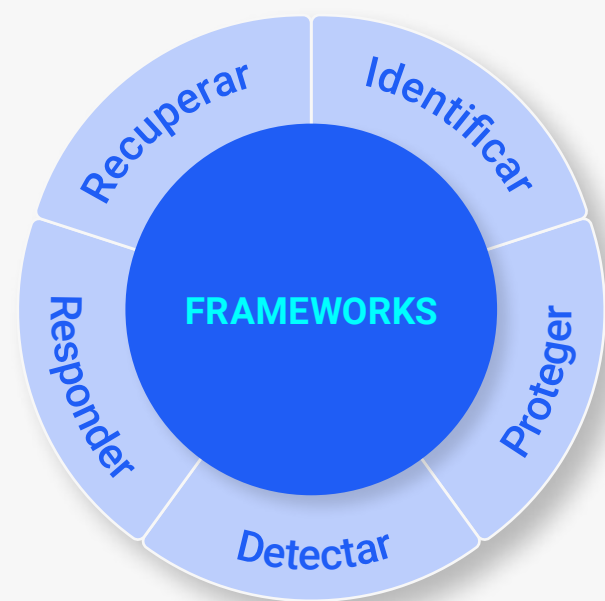 Identificar
Proteger
Detectar
Responder
Recuperar
FRAMEWORKS